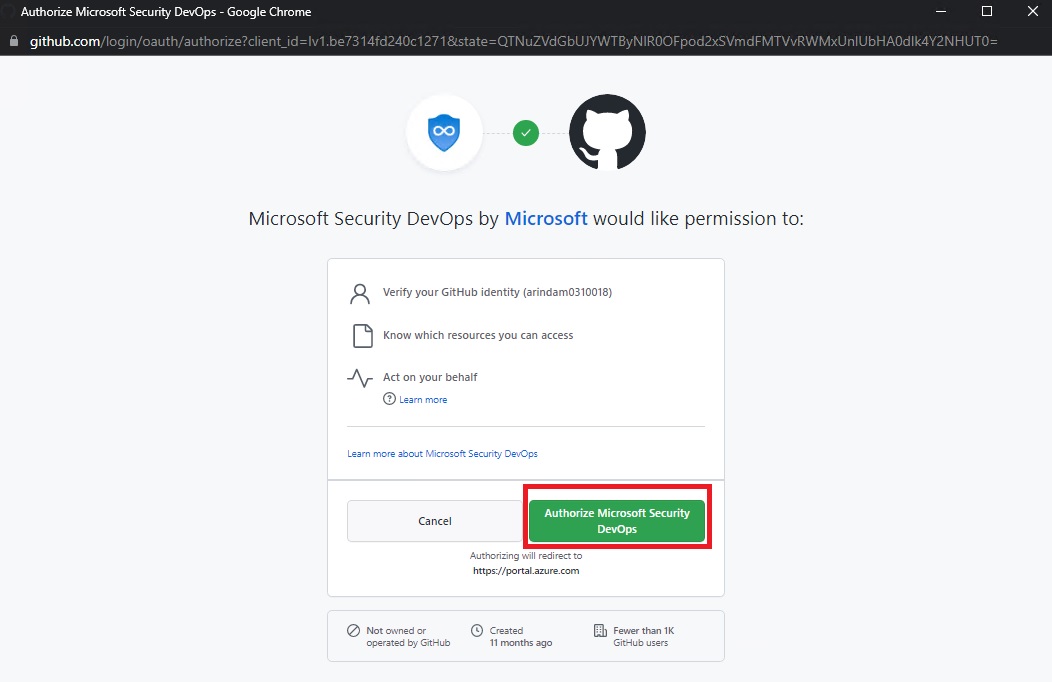 Authorize Microsoft Security DevOps - Google Chrome
github.com/login/oauth/authorize?client_id=Iv1.be7314fd240c1271&state=QTNuZVdGbUJYWTByNlR0OFpod2xSVmdFMTVvRWMxUnlUbHA0dlk4Y2NHUT0=
Microsoft Security DevOps by Microsoft would like permission to:
Verify your GitHub identity (arindam0310018)
Know which resources you can access
Act on your behalf
Learn more
Learn more about Microsoft Security DevOps
Cancel
Authorize Microsoft Security
DevOps
Authorizing will redirect to
https://portal.azure.com
Not owned or
operated by GitHub
Created
11 months ago
Fewer than 1K
GitHub users